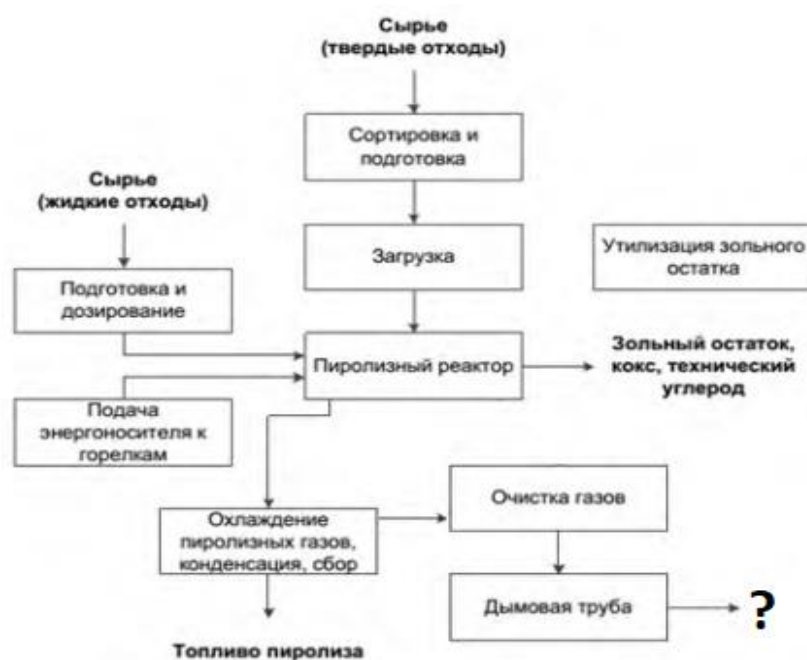 Сырье
(твердые отходы)
Сортировка и
подготовка
Сырье
(жидкие отходы)
Загрузка
Утилизация зольного
остатка
Подготовка и
дозирование
Пиролизный реактор
Зольный остаток,
кокс, технический
углерод
Подача
энергоносителя к
горелкам
Охлаждение
пиролизных газов,
конденсация, сбор
Очистка газов
Дымовая труба
?
Топливо пиролиза